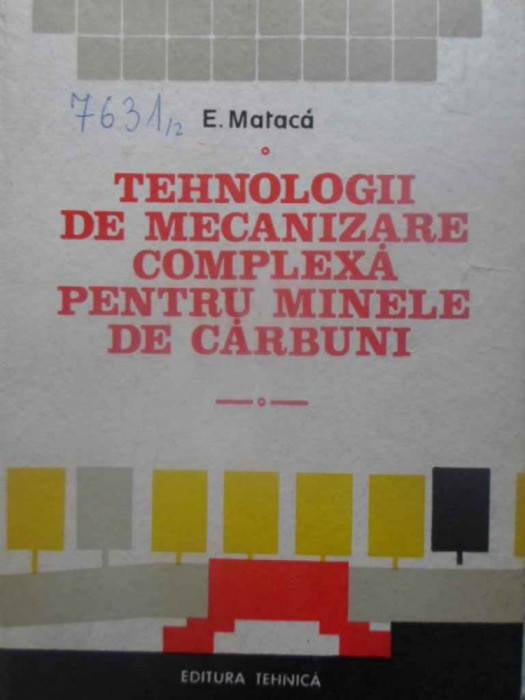 7631/2
E. Matacă
TEHNOLOGII
DE MECANIZARE
COMPLEXĂ
PENTRU MINELE
DE CĂRBUNI
EDITURA TEHNICĂ